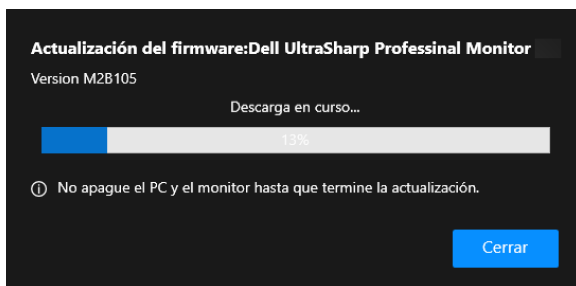 Actualización del firmware:Dell UltraSharp Professinal Monitor
Version M2B105
Descarga en curso...
13%
No apague el PC y el monitor hasta que termine la actualización.
Cerrar